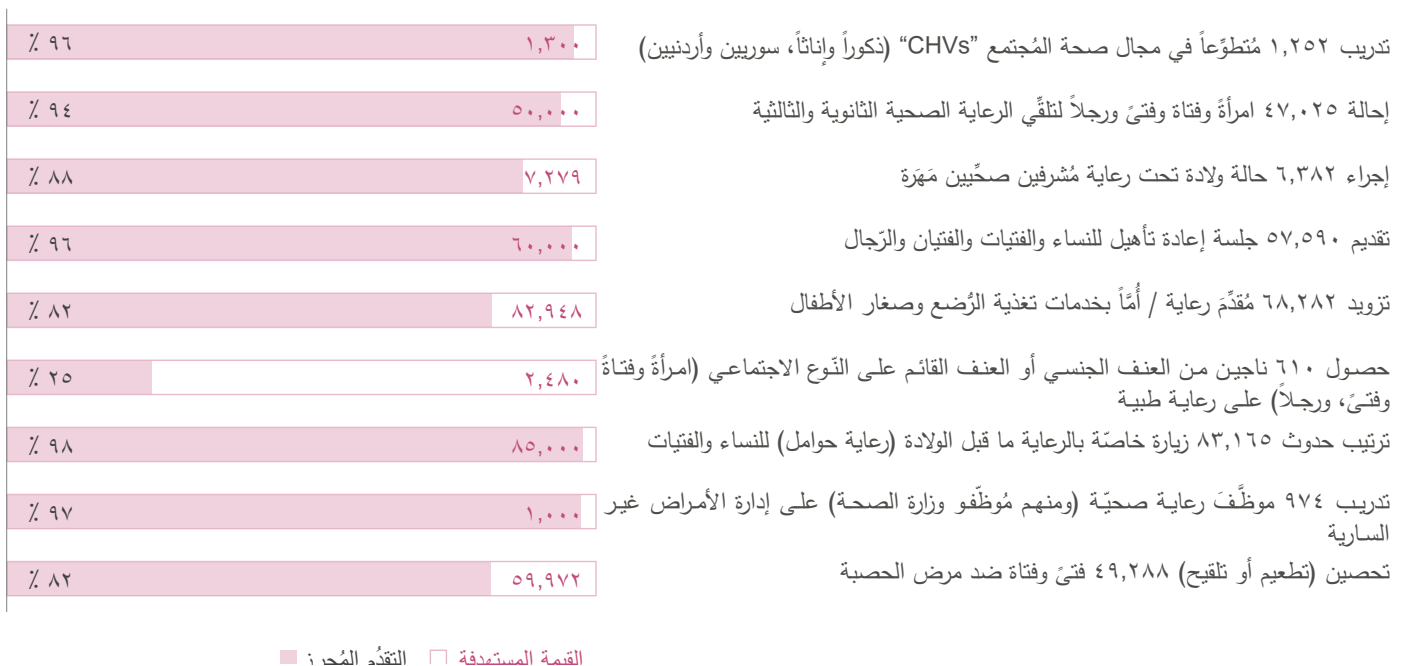 تدريب ١,٢٥٢ مُتطوِّعاً في مجال صحة المُجتمع "CHVs" (ذكوراً وإناثاً، سوريين وأردنيين) ١,٣٠٠ ٩٦ ٪
إحالة ٤٧,٠٢٥ امرأةً وفتاة وفتىً ورجلاً لتلقِّي الرعاية الصحية الثانوية والثالثية ٥٠,٠٠٠ ٩٤ ٪
إجراء ٦,٣٨٢ حالة ولادة تحت رعاية مُشرفين صحِّيين مَهَرَة ٧,٢٧٩ ٨٨ ٪
تقديم ٥٧,٥٩٠ جلسة إعادة تأهيل للنساء والفتيات والفتيان والرّجال ٦٠,٠٠٠ ٩٦ ٪
تزويد ٦٨,٢٨٢ مُقدِّمَ رعاية / أُمَّاً بخدمات تغذية الرُّضع وصغار الأطفال ٨٢,٩٤٨ ٨٢ ٪
حصول ٦١٠ ناجين من العنف الجنسي أو العنف القائم على النّوع الاجتماعي (امرأةً وفتاةً ٢,٤٨٠ ٢٥ ٪
وفتىً، ورجلاً) على رعاية طبية
ترتيب حدوث ٨٣,١٦٥ زيارة خاصّة بالرعاية ما قبل الولادة (رعاية حوامل) للنساء والفتيات ٨٥,٠٠٠ ٩٨ ٪
تدريب ٩٧٤ موظَّفَ رعاية صحيّة (ومنهم مُوظّفو وزارة الصحة) على إدارة الأمراض غير ١,٠٠٠ ٩٧ ٪
السارية
تحصين (تطعيم أو تلقيح) ٤٩,٢٨٨ فتىً وفتاة ضد مرض الحصبة ٥٩,٩٧٢ ٨٢ ٪
القيمة المستهدفة التقدُم المُحرز